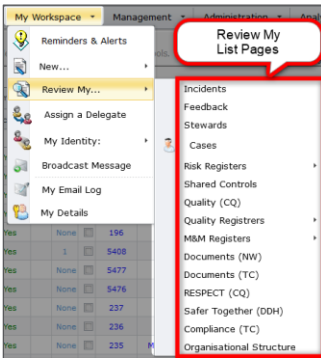 My Workspace Management Administration Anal
Review My
List Pages
Reminders & Alerts
New...
Review My...
Assign a Delegate
My Identity:
Broadcast Message
My Email Log
My Details
ools.
Incidents
Feedback
Stewards
Cases
Risk Registers
Shared Controls
Quality (CQ)
Quality Registrers
M&M Registers
Documents (NW)
Documents (TC)
RESPECT (CQ)
Safer Together (DDH)
Compliance (TC)
Organisational Structure
Yes None 196
Yes 1 5408
Yes None 5477
Yes None 5476
Yes None 237
Yes None 236
Yes None 235 M